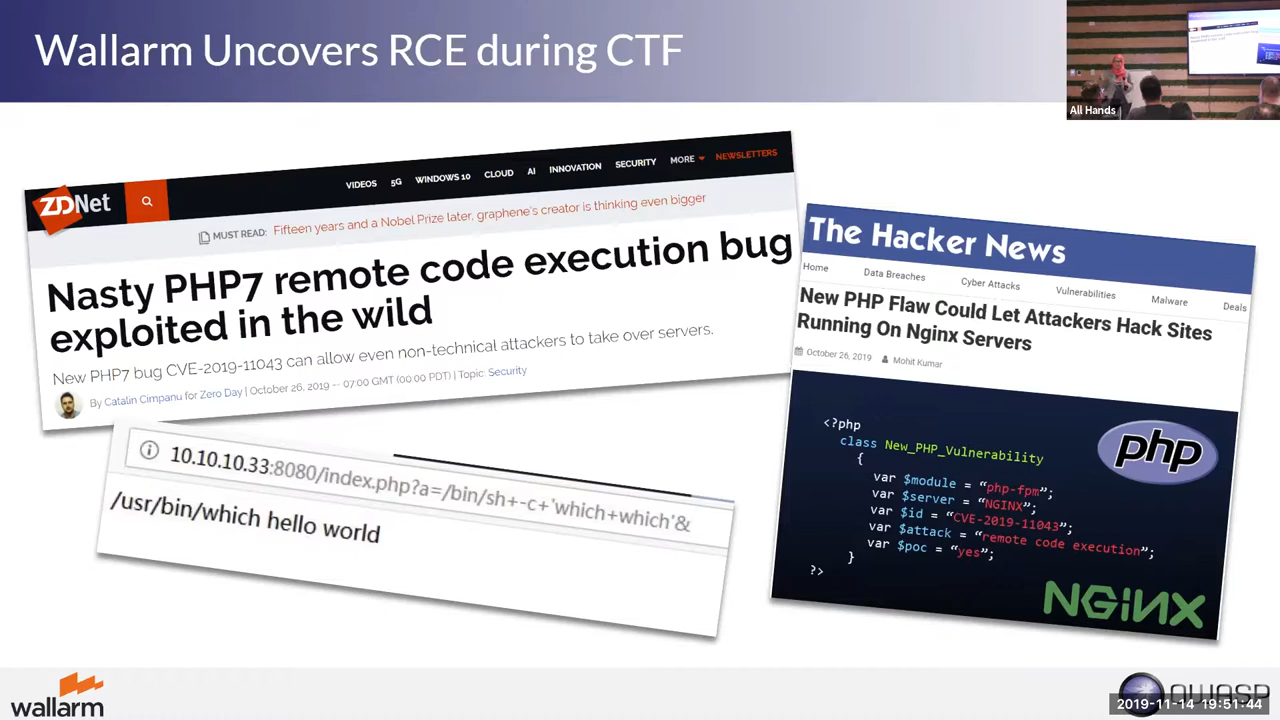 Wallarm Uncovers RCE during CTF
All Hands
ZDNet
VIDEOS 5G WINDOWS 10 CLOUD AI INNOVATION SECURITY MORE NEWSLETTERS
MUST READ: Fifteen years and a Nobel Prize later, graphene's creator is thinking even bigger
Nasty PHP7 remote code execution bug
exploited in the wild
New PHP7 bug CVE-2019-11043 can allow even non-technical attackers to take over servers.
By Catalin Cimpanu for Zero Day | October 26, 2019 -- 07:00 GMT (00:00 PDT) | Topic: Security
10.10.10.33:8080/index.php?a=/bin/sh+-c+'which+which'&
/usr/bin/which hello world
The Hacker News
Home Data Breaches Cyber Attacks Vulnerabilities Malware Deals
New PHP Flaw Could Let Attackers Hack Sites
Running On Nginx Servers
October 26, 2019 Mohit Kumar
<?php
class New_PHP_Vulnerability
{
var $module = “php-fpm”;
var $server = “NGINX”;
var $id = “CVE-2019-11043”;
var $attack = “remote code execution”;
var $poc = “yes”;
}
?>
php
NGINX
wallarm
OWASP
2019-11-14 19:51:44